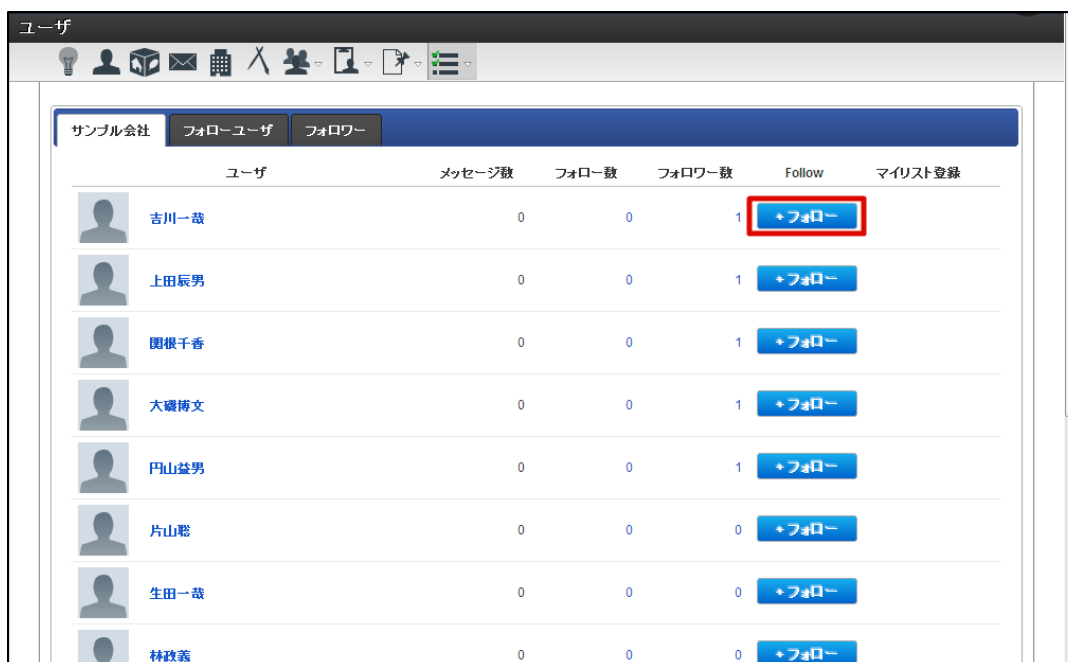 ユーザ
サンプル会社 フォローユーザ フォロワー
ユーザ メッセージ数 フォロー数 フォロワー数 Follow マイリスト登録
吉川一哉 0 0 1 +フォロー
上田辰男 0 0 1 +フォロー
関根千香 0 0 1 +フォロー
大磯博文 0 0 1 +フォロー
円山益男 0 0 1 +フォロー
片山聡 0 0 0 +フォロー
生田一哉 0 0 0 +フォロー
林政義 0 0 0 +フォロー